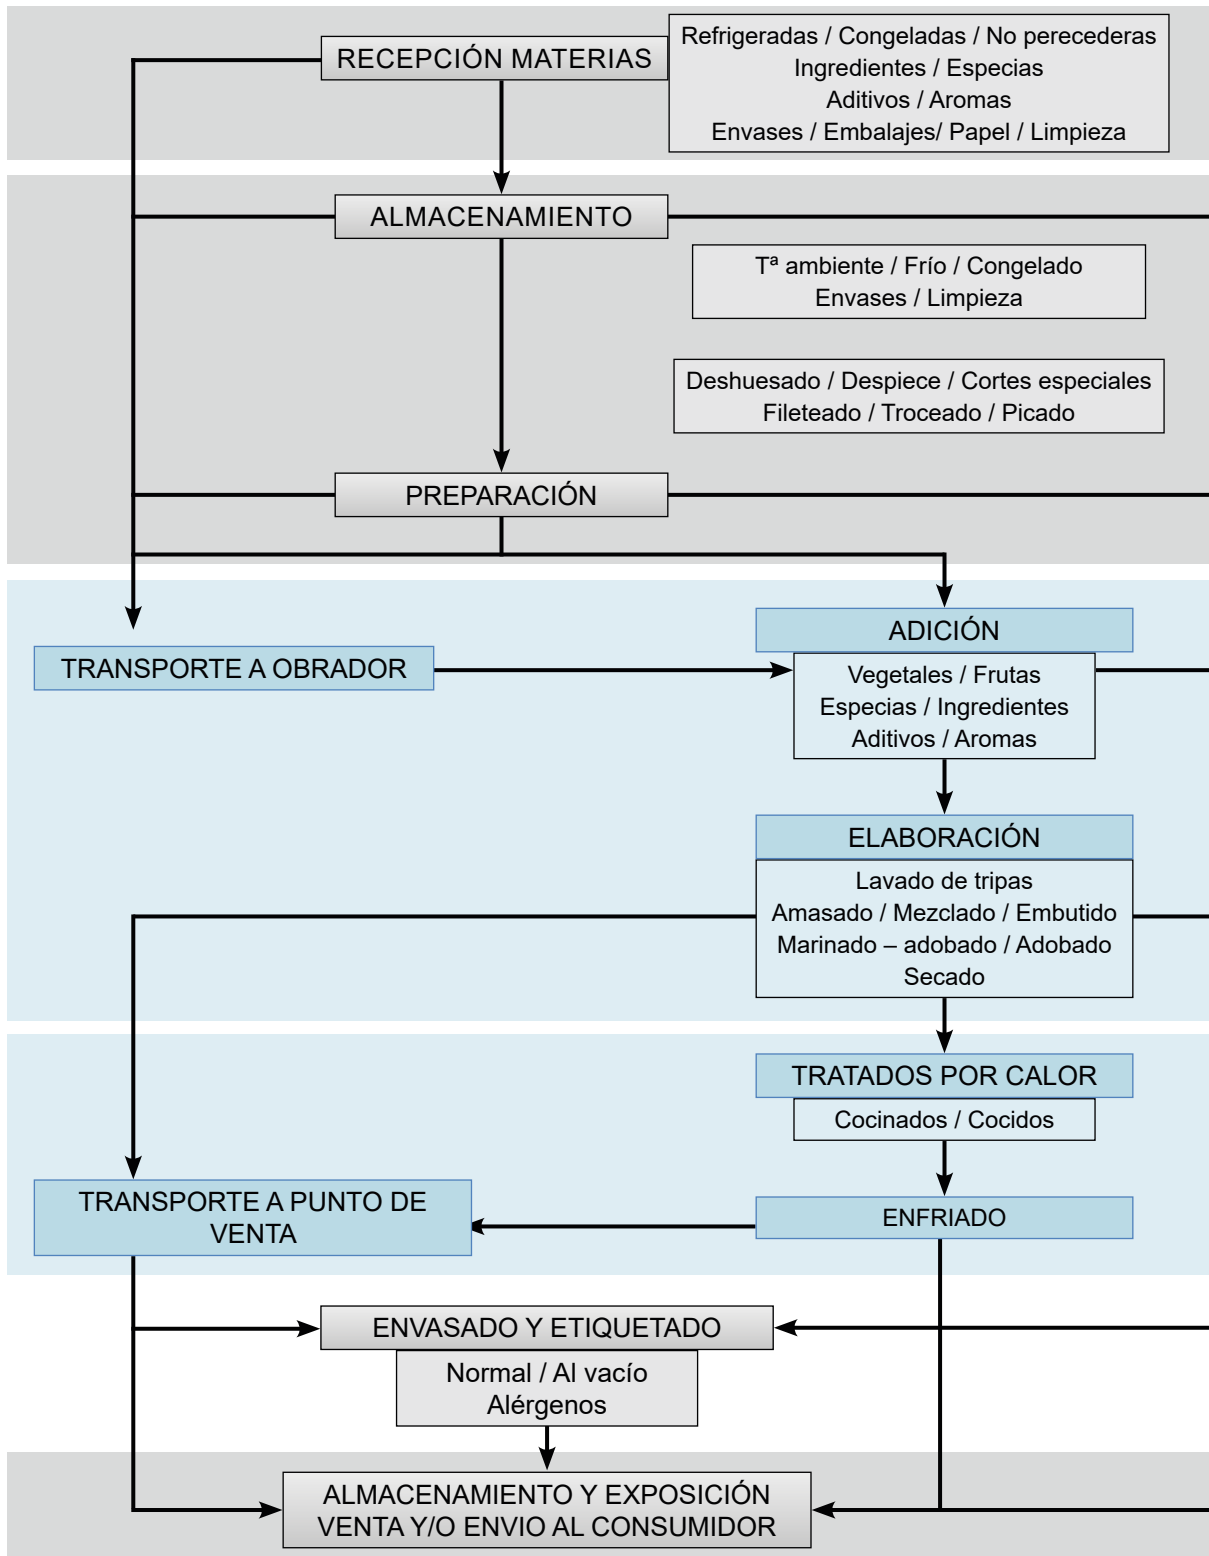 RECEPCIÓN MATERIAS
Refrigeradas / Congeladas / No perecederas
Ingredientes / Especias
Aditivos / Aromas
Envases / Embalajes/ Papel / Limpieza
ALMACENAMIENTO
Tª ambiente / Frío / Congelado
Envases / Limpieza
Deshuesado / Despiece / Cortes especiales
Fileteado / Troceado / Picado
PREPARACIÓN
ADICIÓN
TRANSPORTE A OBRADOR
Vegetales / Frutas
Especias / Ingredientes
Aditivos / Aromas
ELABORACIÓN
Lavado de tripas
Amasado / Mezclado / Embutido
Marinado – adobado / Adobado
Secado
TRATADOS POR CALOR
Cocinados / Cocidos
TRANSPORTE A PUNTO DE
VENTA
ENFRIADO
ENVASADO Y ETIQUETADO
Normal / Al vacío
Alérgenos
ALMACENAMIENTO Y EXPOSICIÓN
VENTA Y/O ENVIO AL CONSUMIDOR